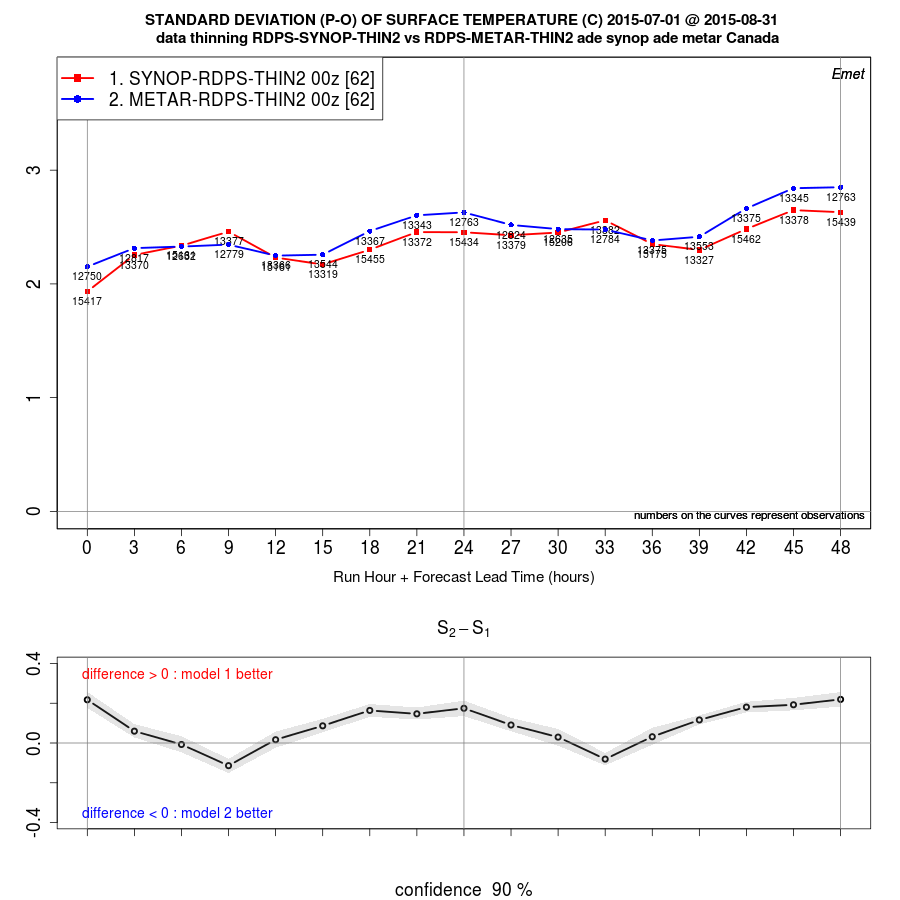 STANDARD DEVIATION (P-O) OF SURFACE TEMPERATURE (C) 2015-07-01 @ 2015-08-31
data thinning RDPS-SYNOP-THIN2 vs RDPS-METAR-THIN2 ade synop ade metar Canada
1. SYNOP-RDPS-THIN2 00z [62]
2. METAR-RDPS-THIN2 00z [62]
Emet
3
2
1
0
12750 13367 13343 12763 13375 13345 12763
15417 13370 13377 12779 13319 15455 13372 15434 13379 12784 13327 15462 13378 15439
numbers on the curves represent observations
0 3 6 9 12 15 18 21 24 27 30 33 36 39 42 45 48
Run Hour + Forecast Lead Time (hours)
S2 – S1
0.4
0.0
-0.4
difference > 0 : model 1 better
difference < 0 : model 2 better
confidence 90 %